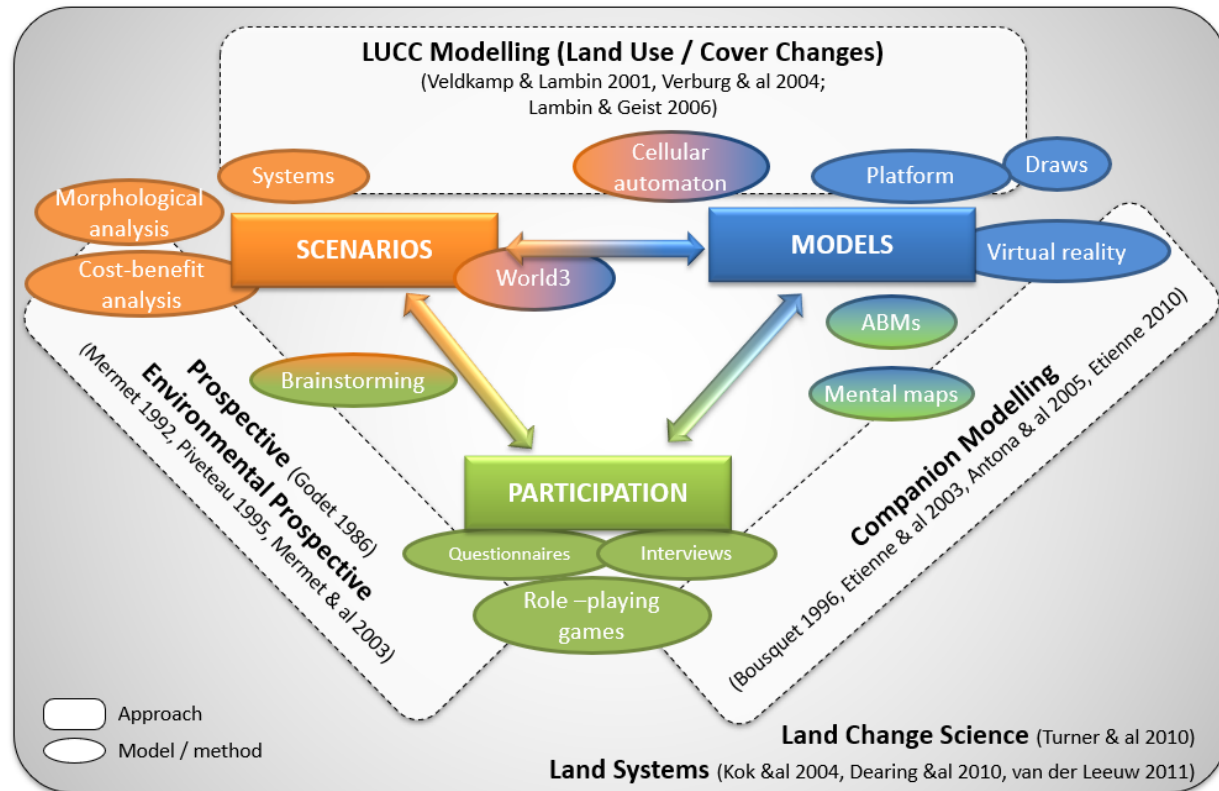 LUCC Modelling (Land Use / Cover Changes)
(Veldkamp & Lambin 2001, Verburg & al 2004;
Lambin & Geist 2006)
Systems
Cellular
automaton
Platform
Draws
Morphological
analysis
SCENARIOS
MODELS
Virtual reality
Cost-benefit
analysis
World3
ABMs
Brainstorming
Mental maps
Prospective (Godet 1986)
Environmental Prospective
(Mermet 1992, Piveteau 1995, Mermet & al 2003)
Companion Modelling
(Bousquet 1996, Etienne & al 2003, Antona & al 2005, Etienne 2010)
PARTICIPATION
Questionnaires
Interviews
Role –playing
games
Approach
Model / method
Land Change Science (Turner & al 2010)
Land Systems (Kok &al 2004, Dearing &al 2010, van der Leeuw 2011)